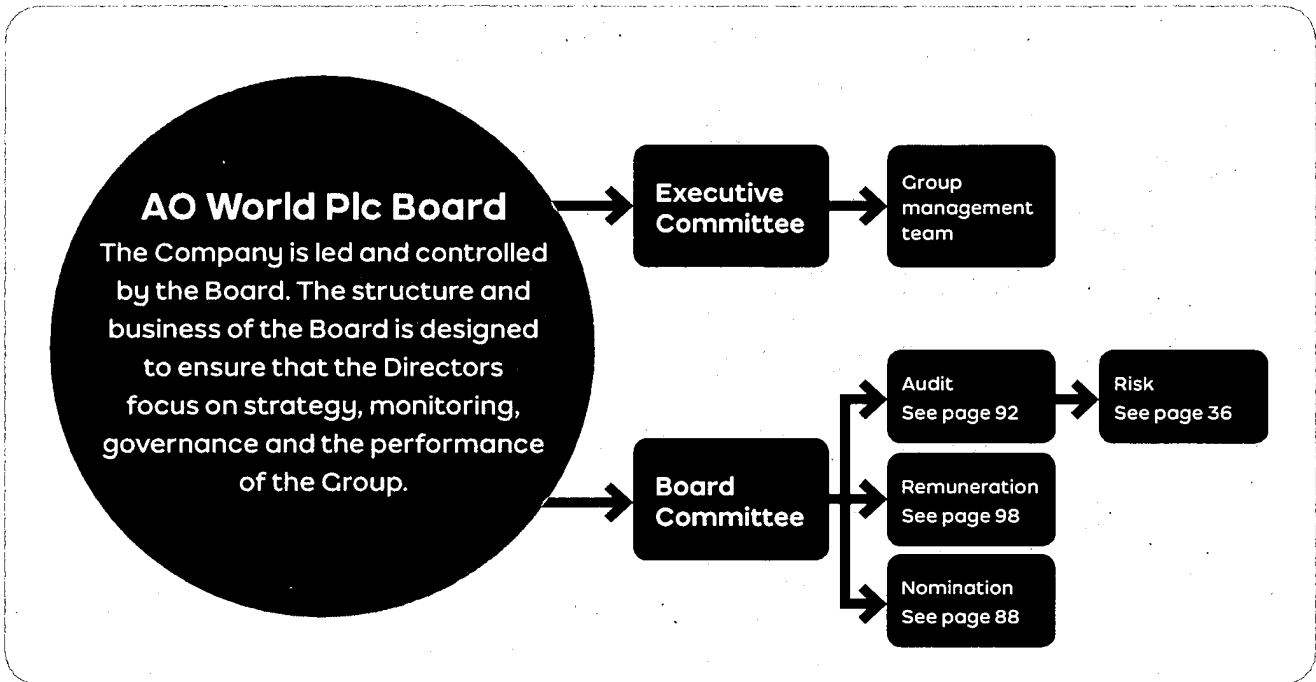 AO World Plc Board
The Company is led and controlled
by the Board. The structure and
business of the Board is designed
to ensure that the Directors
focus on strategy, monitoring,
governance and the performance
of the Group.
Executive
Committee
Group
management
team
Board
Committee
Audit
See page 92
Risk
See page 36
Remuneration
See page 98
Nomination
See page 88